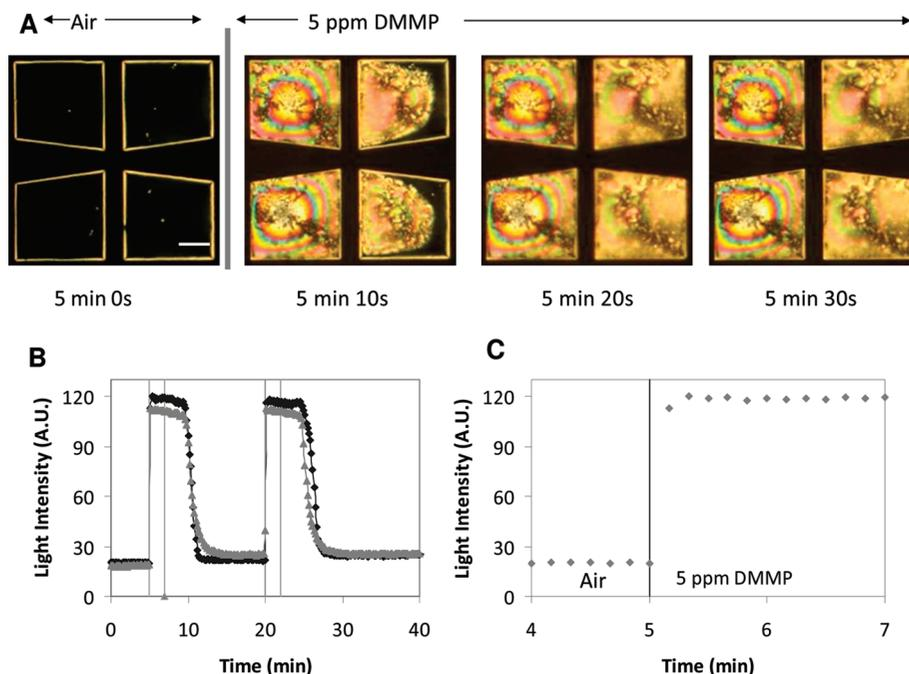 A
Air
5 ppm DMMP
5 min 0s
5 min 10s
5 min 20s
5 min 30s
B
Light Intensity (A.U.)
120
90
60
30
0
0
10
20
30
40
Time (min)
C
Light Intensity (A.U.)
120
90
60
30
0
Air
5 ppm DMMP
4
5
6
7
Time (min)